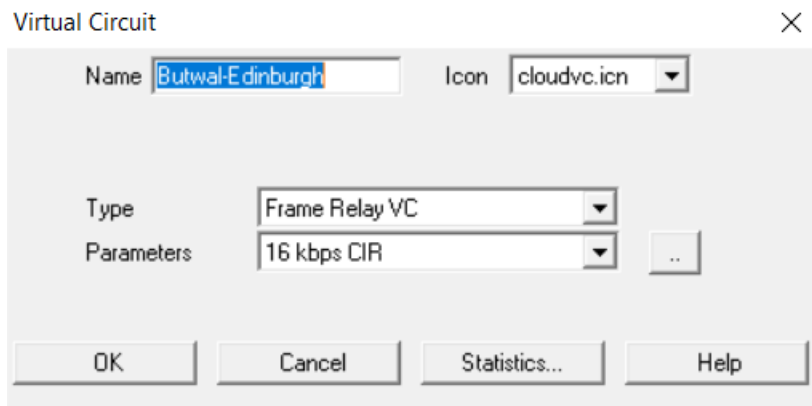 Virtual Circuit
Name Butwal-Edinburgh Icon cloudvc.icn
Type Frame Relay VC
Parameters 16 kbps CIR ..
OK Cancel Statistics... Help